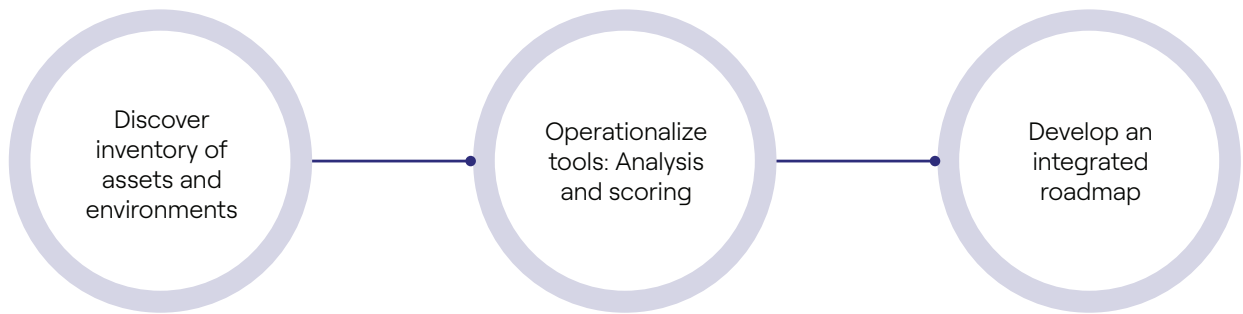 Discover
inventory of
assets and
environments
Operationalize
tools: Analysis
and scoring
Develop an
integrated
roadmap